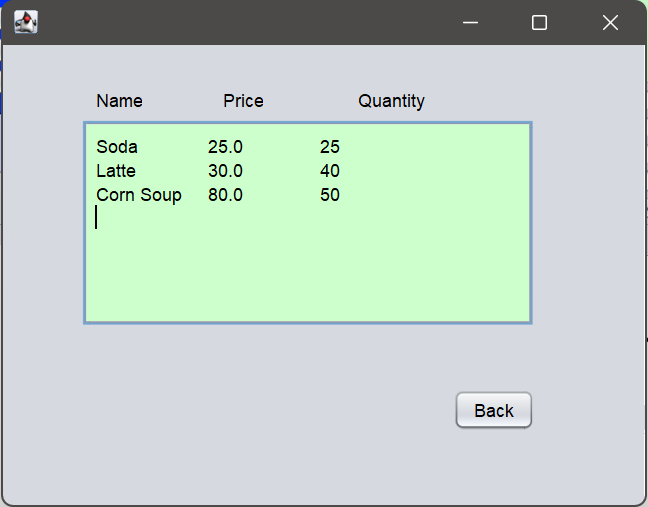 Name Price Quantity
Soda 25.0 25
Latte 30.0 40
Corn Soup 80.0 50
Back